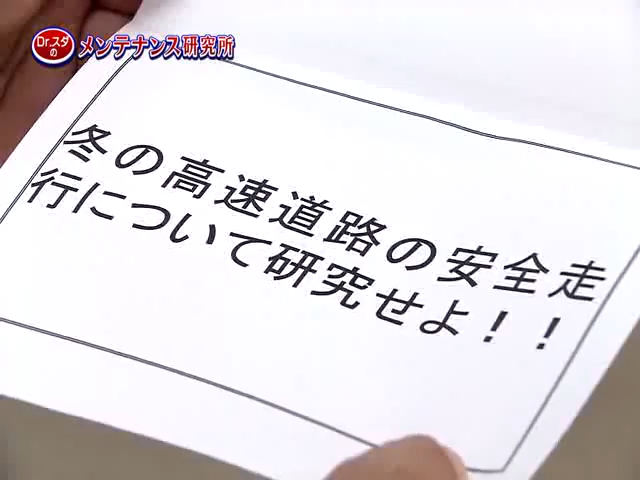 Dr.スダ
の
メンテナンス研究所
冬の高速道路の安全走
行について研究せよ！！